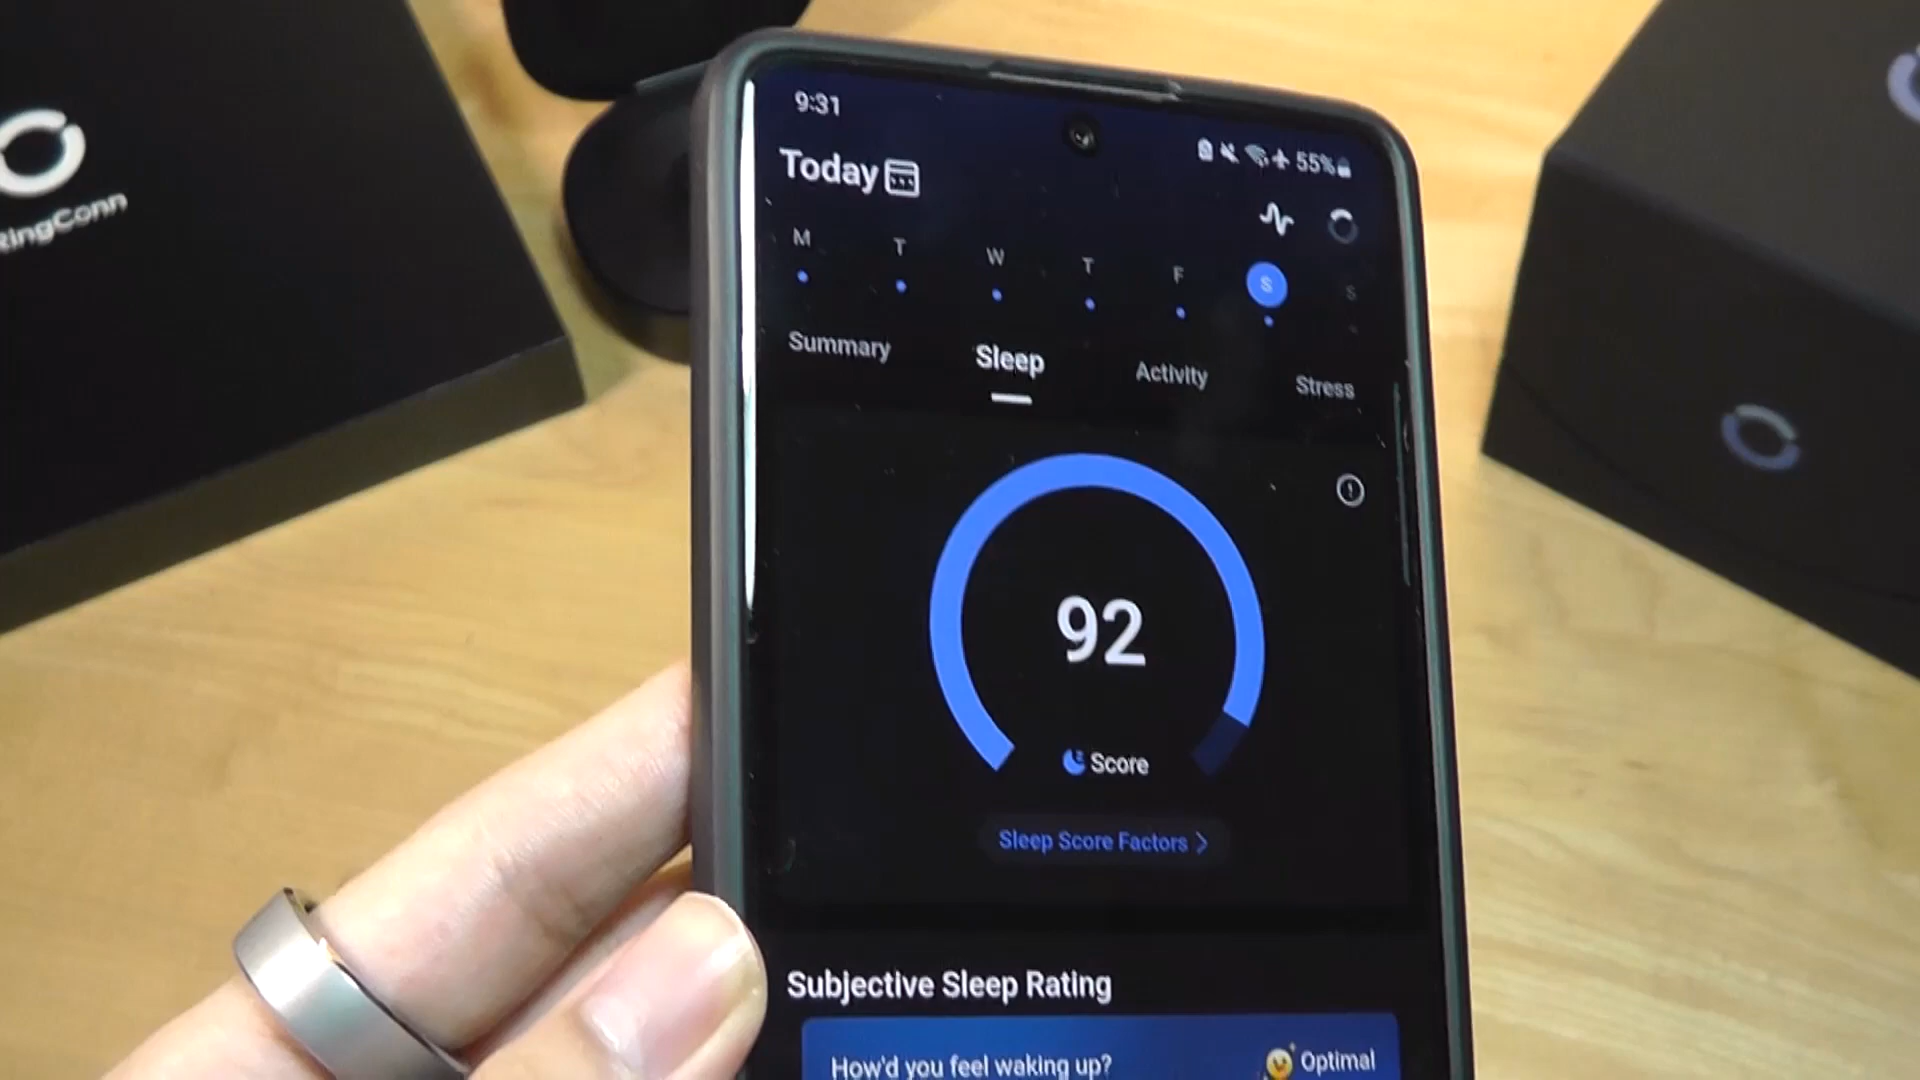 RingConn
9:31
55%
Today
M T W T F S S
Summary Sleep Activity Stress
92
Score
Sleep Score Factors >
Subjective Sleep Rating
How'd you feel waking up? Optimal